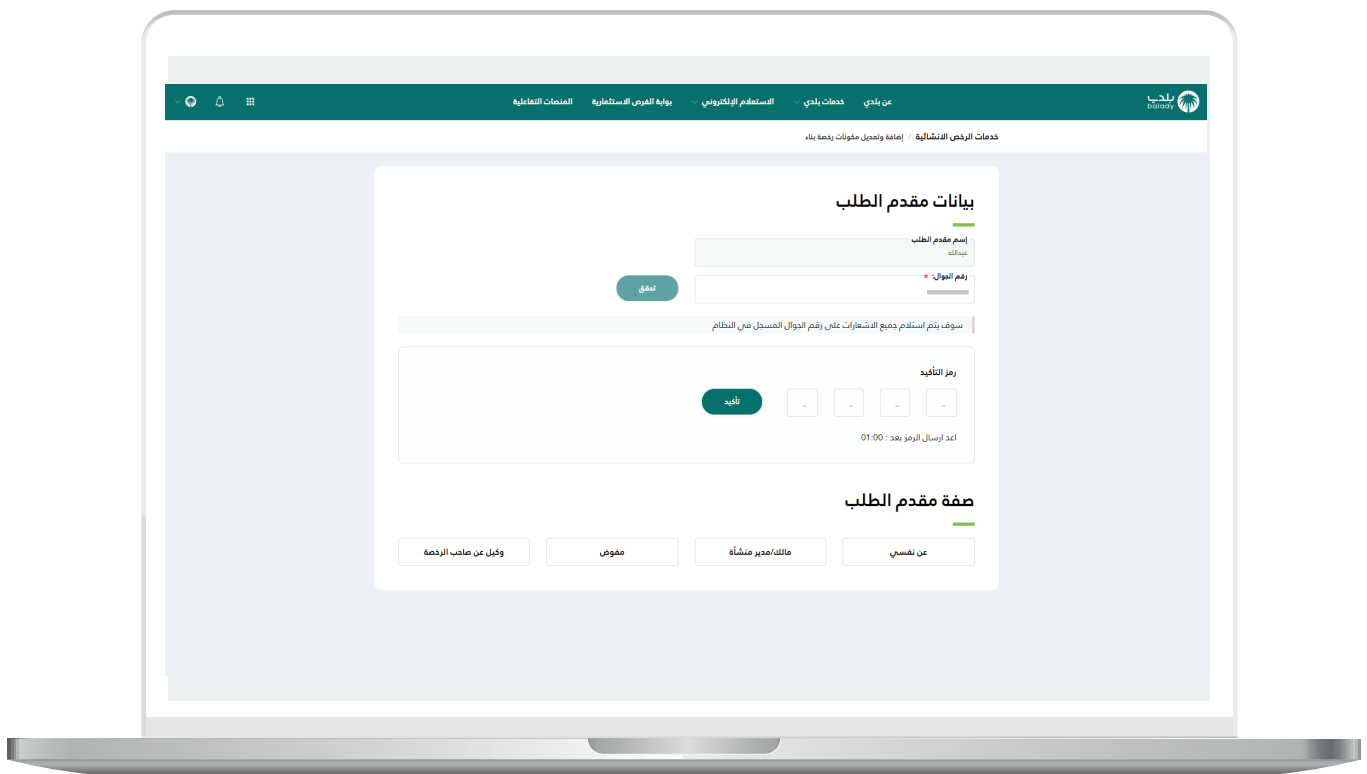 بلدي
balady
عن بلدي خدمات بلدي الاستعلام الإلكتروني بوابة الفرص الاستثمارية المنصات التفاعلية
خدمات الرخص الانشائية / إضافة وتعديل مكونات رخصة بناء
بيانات مقدم الطلب
إسم مقدم الطلب
عبدالله
رقم الجوال: *
تحقق
سوف يتم استلام جميع الاشعارات على رقم الجوال المسجل في النظام
رمز التأكيد
- - - - تأكيد
اعد ارسال الرمز بعد : 01:00
صفة مقدم الطلب
عن نفسي مالك/مدير منشأة مفوض وكيل عن صاحب الرخصة